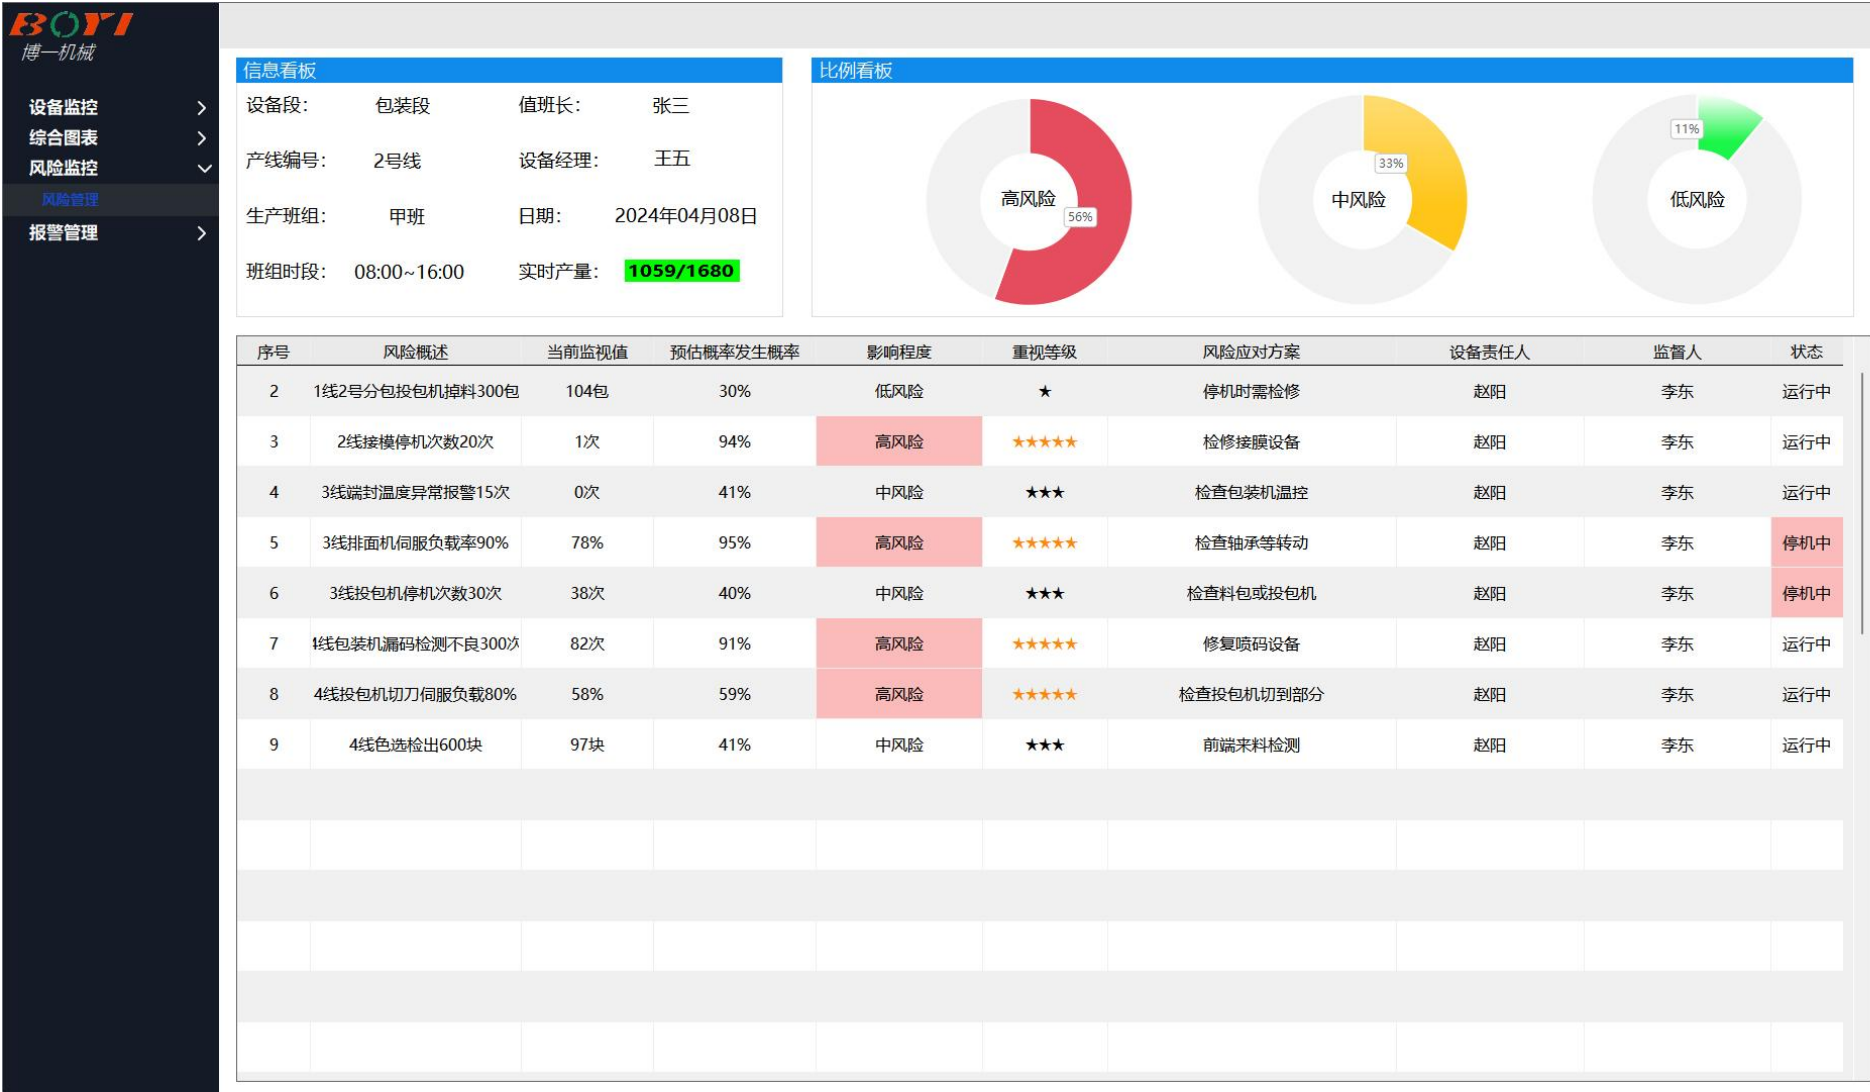 BOYI
博一机械
设备监控
综合图表
风险监控
风险管理
报警管理
信息看板
设备段： 包装段 值班长： 张三
产线编号： 2号线 设备经理： 王五
生产班组： 甲班 日期： 2024年04月08日
班组时段： 08:00~16:00 实时产量： 1059/1680
比例看板
高风险 56%
中风险 33%
低风险 11%
序号 风险概述 当前监视值 预估概率发生概率 影响程度 重视等级 风险应对方案 设备责任人 监督人 状态
2 1线2号分包投包机掉料300包 104包 30% 低风险 ★ 停机时需检修 赵阳 李东 运行中
3 2线接模停机次数20次 1次 94% 高风险 ★★★★★ 检修接膜设备 赵阳 李东 运行中
4 3线端封温度异常报警15次 0次 41% 中风险 ★★★ 检查包装机温控 赵阳 李东 运行中
5 3线排面机伺服负载率90% 78% 95% 高风险 ★★★★★ 检查轴承等转动 赵阳 李东 停机中
6 3线投包机停机次数30次 38次 40% 中风险 ★★★ 检查料包或投包机 赵阳 李东 停机中
7 4线包装机漏码检测不良300次 82次 91% 高风险 ★★★★★ 修复喷码设备 赵阳 李东 运行中
8 4线投包机切刀伺服负载80% 58% 59% 高风险 ★★★★★ 检查投包机切到部分 赵阳 李东 运行中
9 4线色选检出600块 97块 41% 中风险 ★★★ 前端来料检测 赵阳 李东 运行中